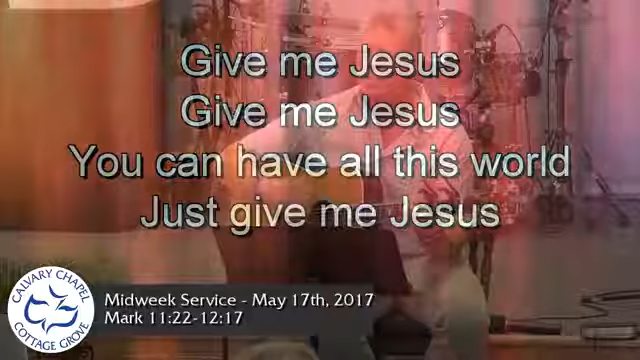 Give me Jesus
Give me Jesus
You can have all this world
Just give me Jesus
CALVARY CHAPEL
COTTAGE GROVE
Midweek Service - May 17th, 2017
Mark 11:22-12:17